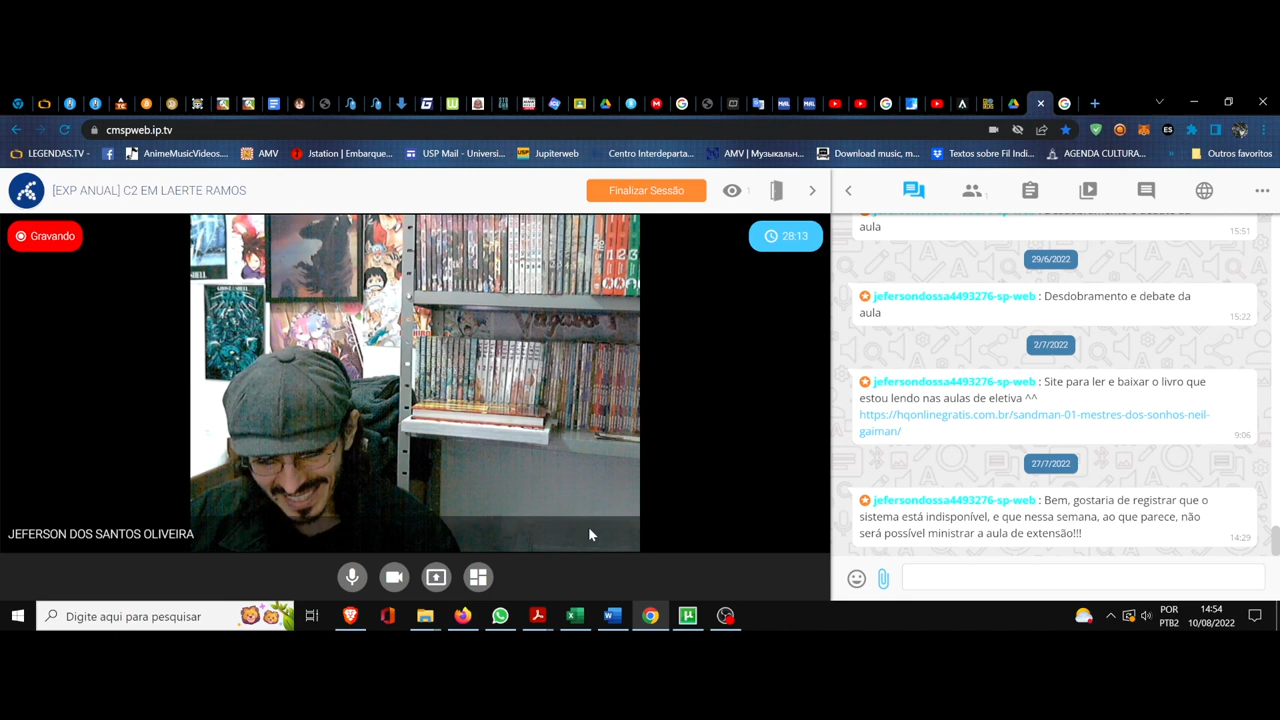 cmspweb.ip.tv
LEGENDAS.TV -
AnimeMusicVideos....
AMV
Jstation | Embarque...
USP Mail - Universi...
Jupiterweb
Centro Interdeparta...
AMV | Музыкальн...
Download music, m...
Textos sobre Fil Indi...
AGENDA CULTURA...
»
Outros favoritos
[EXP ANUAL] C2 EM LAERTE RAMOS
Finalizar Sessão
1
1
Gravando
28:13
JEFERSON DOS SANTOS OLIVEIRA
aula
15:51
29/6/2022
jefersondossa4493276-sp-web : Desdobramento e debate da
aula
15:22
2/7/2022
jefersondossa4493276-sp-web : Site para ler e baixar o livro que
estou lendo nas aulas de eletiva ^^
https://hqonlinegratis.com.br/sandman-01-mestres-dos-sonhos-neil-
gaiman/
9:06
27/7/2022
jefersondossa4493276-sp-web : Bem, gostaria de registrar que o
sistema está indisponível, e que nessa semana, ao que parece, não
será possível ministrar a aula de extensão!!!
14:29
Digite aqui para pesquisar
POR
PTB2
14:54
10/08/2022